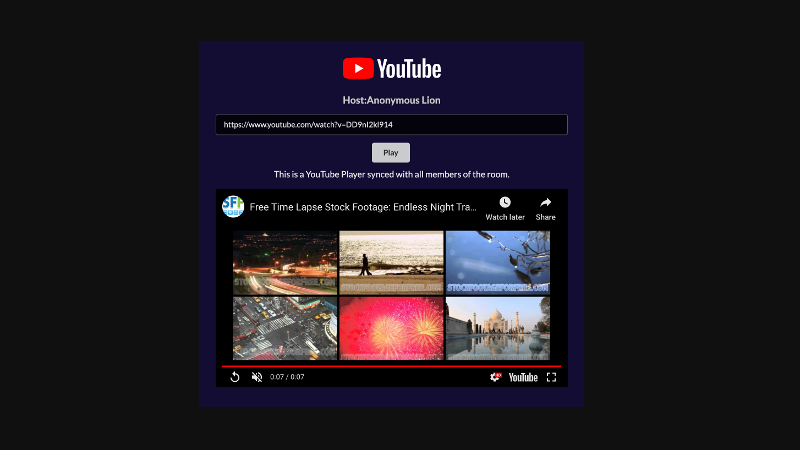 YouTube
Host:Anonymous Lion
https://www.youtube.com/watch?v=DD9nI2kI914
Play
This is a YouTube Player synced with all members of the room.
SFF
Free Time Lapse Stock Footage: Endless Night Tra...
Watch later
Share
STOCKFOOTAGEFORFREE.COM
0:07 / 0:07
YouTube